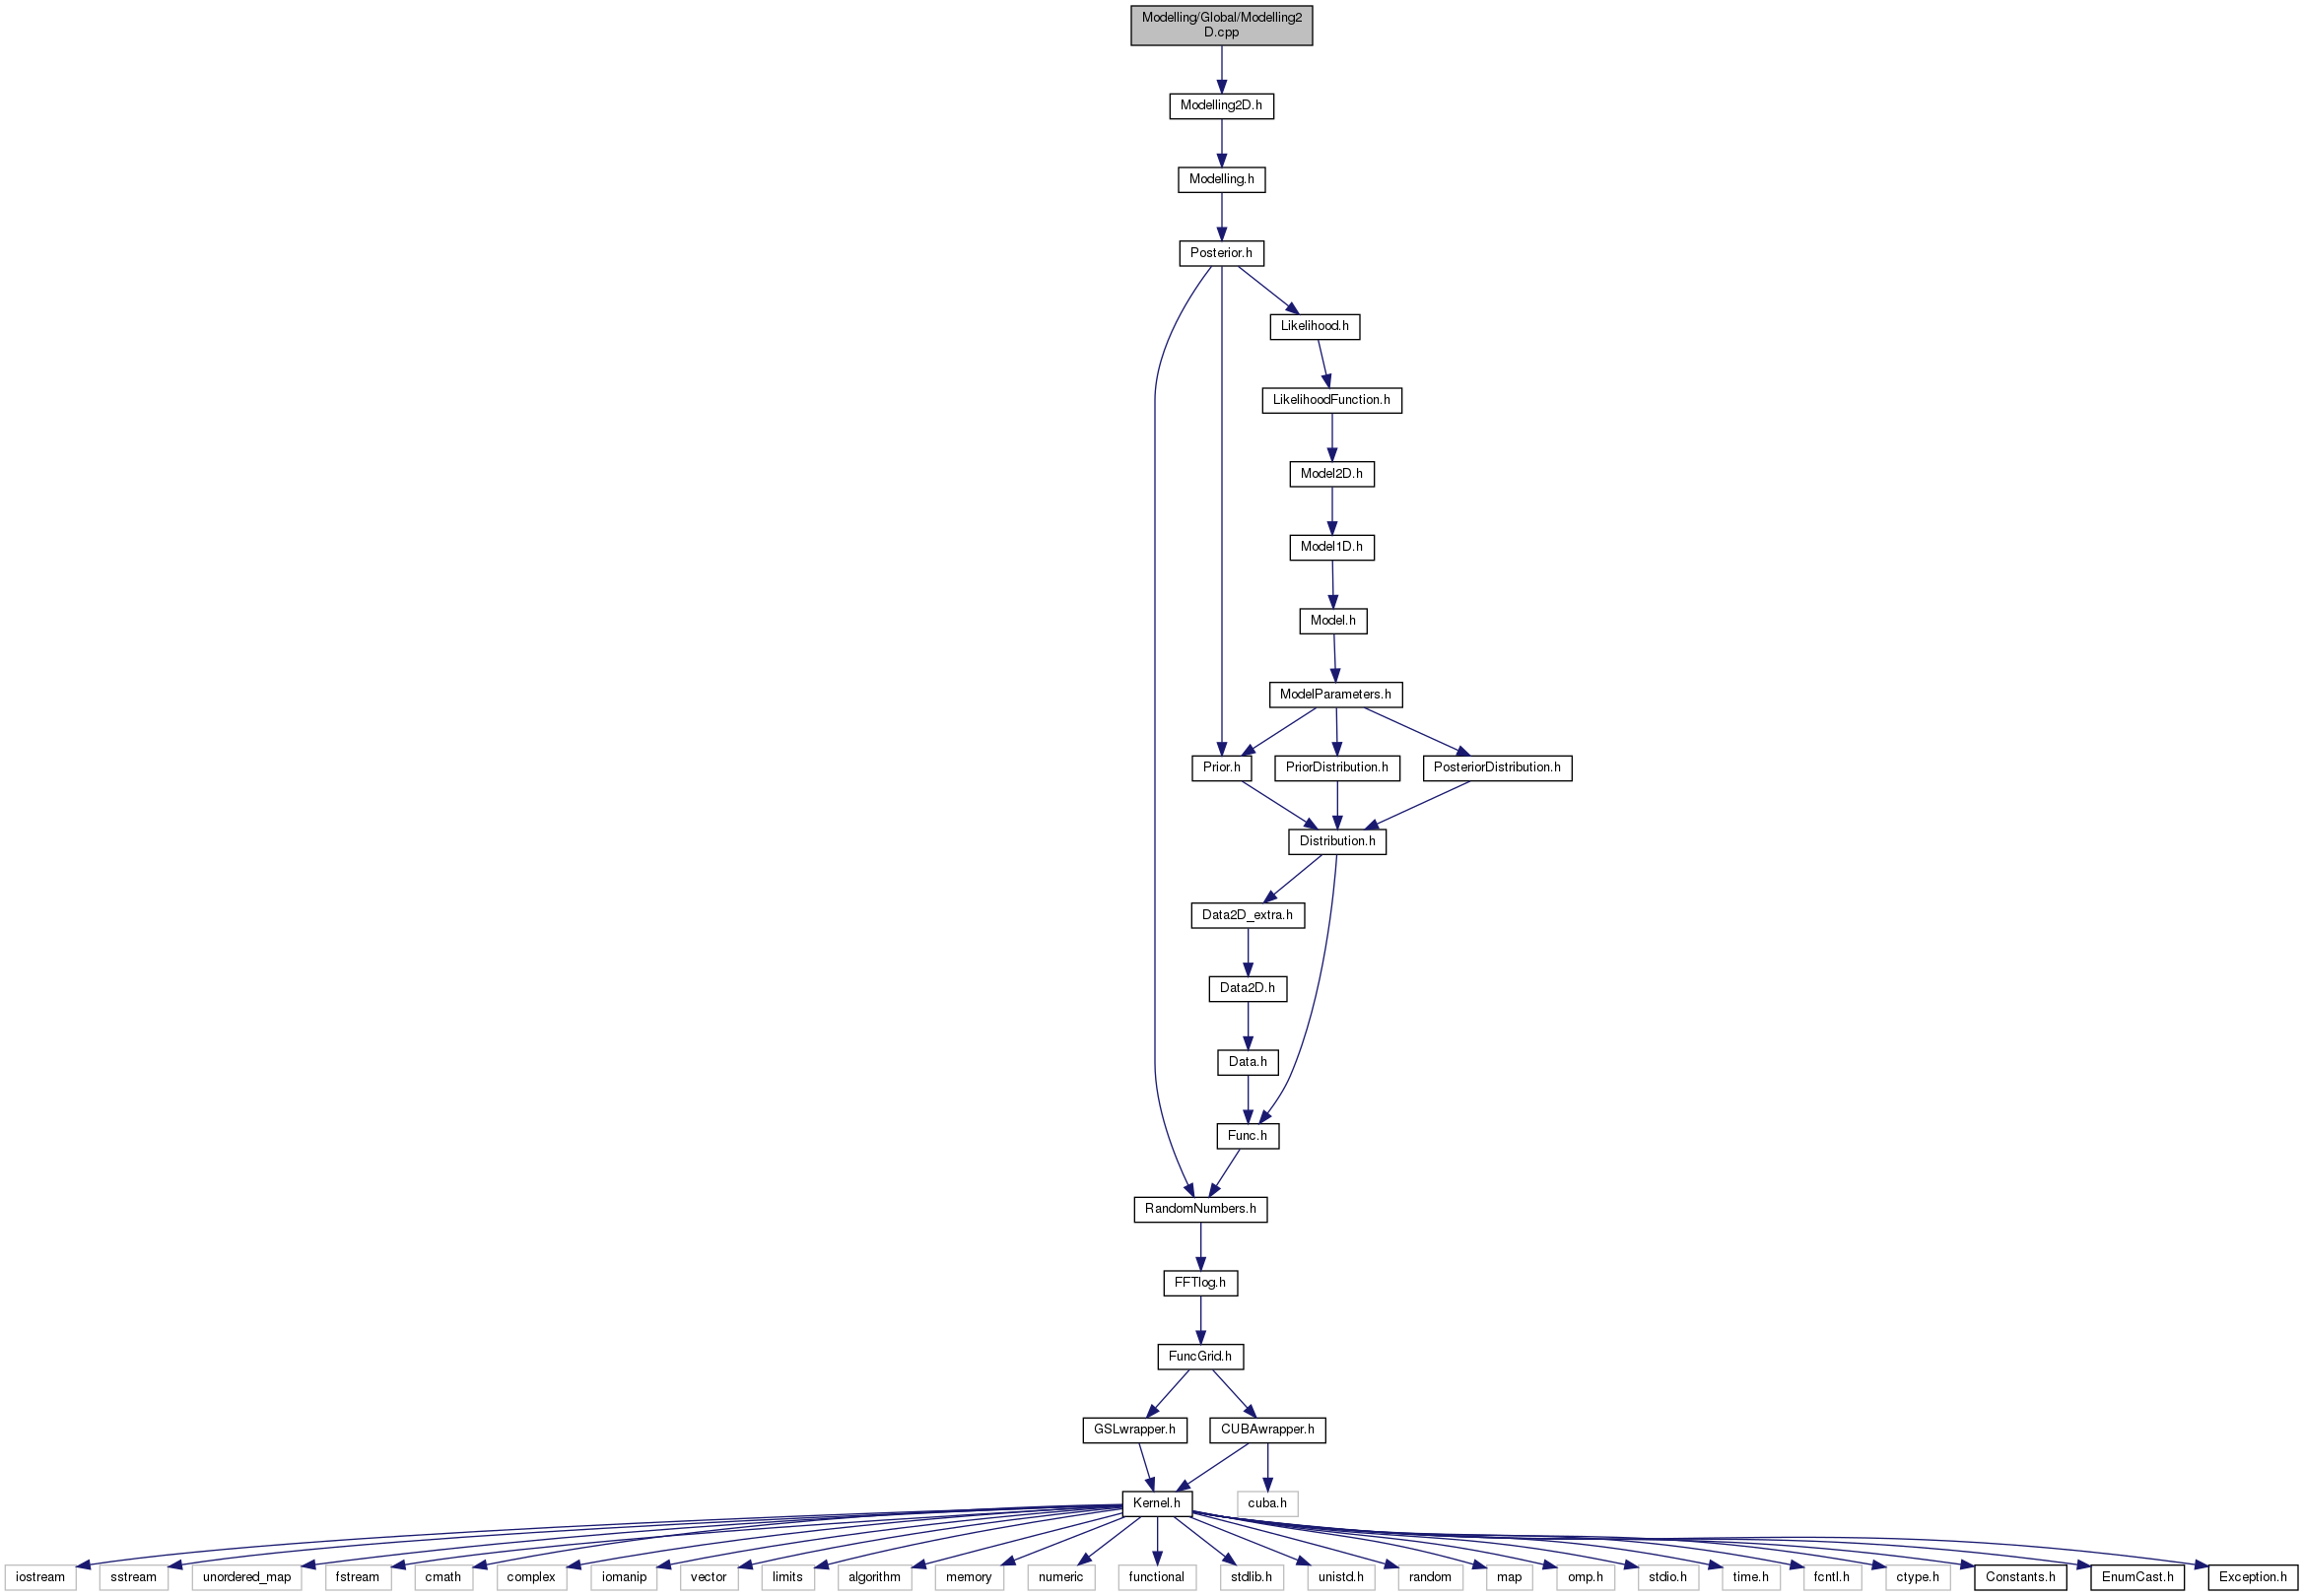 Modelling/Global/Modelling2
D.cpp
Modelling2D.h
Modelling.h
Posterior.h
Likelihood.h
LikelihoodFunction.h
Model2D.h
Model1D.h
Model.h
ModelParameters.h
Prior.h
PriorDistribution.h
PosteriorDistribution.h
Distribution.h
Data2D_extra.h
Data2D.h
Data.h
Func.h
RandomNumbers.h
FFTlog.h
FuncGrid.h
GSLwrapper.h
CUBAwrapper.h
Kernel.h
cuba.h
iostream
sstream
unordered_map
fstream
cmath
complex
iomanip
vector
limits
algorithm
memory
numeric
functional
stdlib.h
unistd.h
random
map
omp.h
stdio.h
time.h
fcntl.h
ctype.h
Constants.h
EnumCast.h
Exception.h